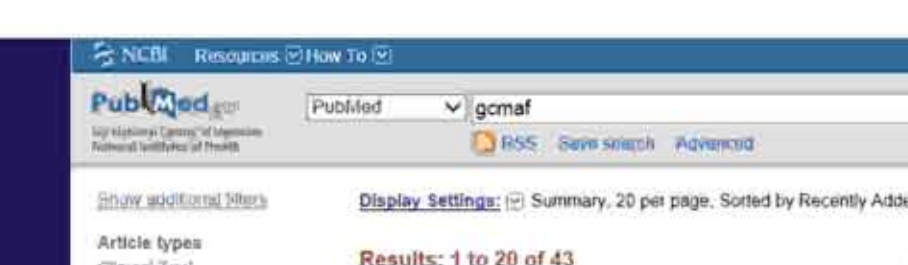 NCBI Resources How To
PubMed.gov PubMed gcmaf
US National Library of Medicine
National Institutes of Health
RSS Save search Advanced
Show additional filters
Display Settings: Summary, 20 per page, Sorted by Recently Adde
Article types
Results: 1 to 20 of 43